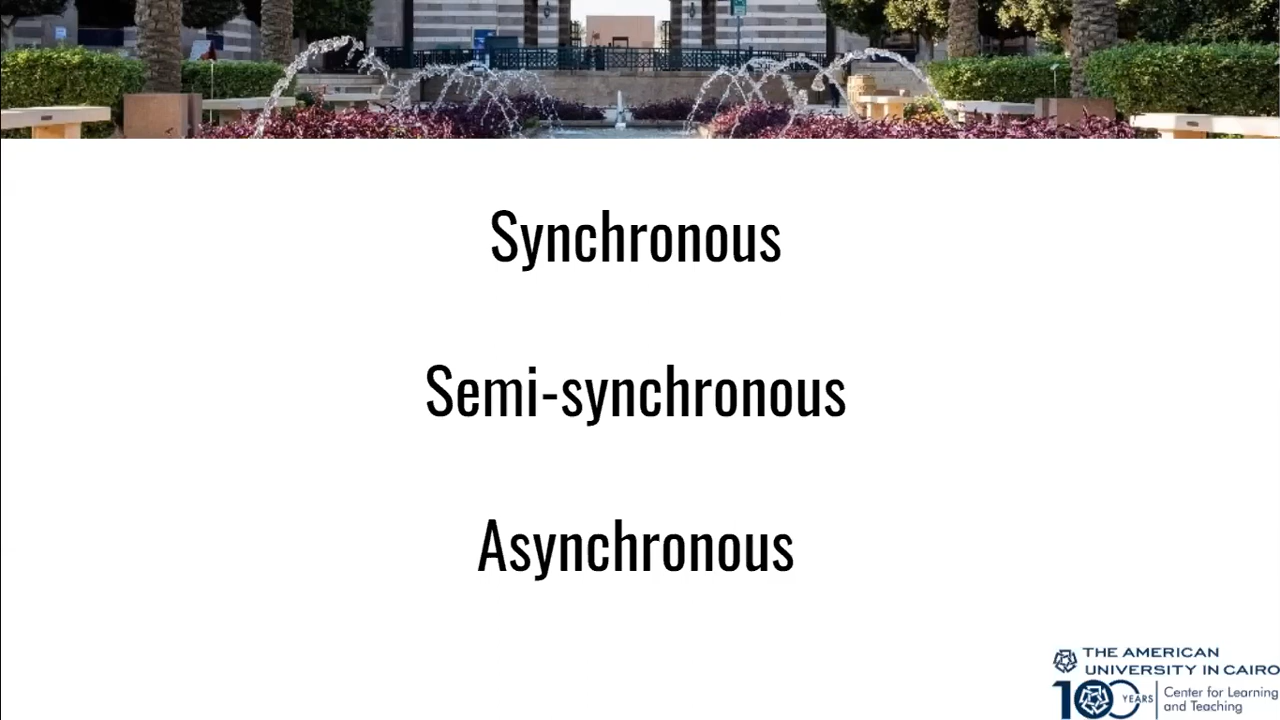 Synchronous
Semi-synchronous
Asynchronous
THE AMERICAN
UNIVERSITY IN CAIRO
100 YEARS
Center for Learning
and Teaching